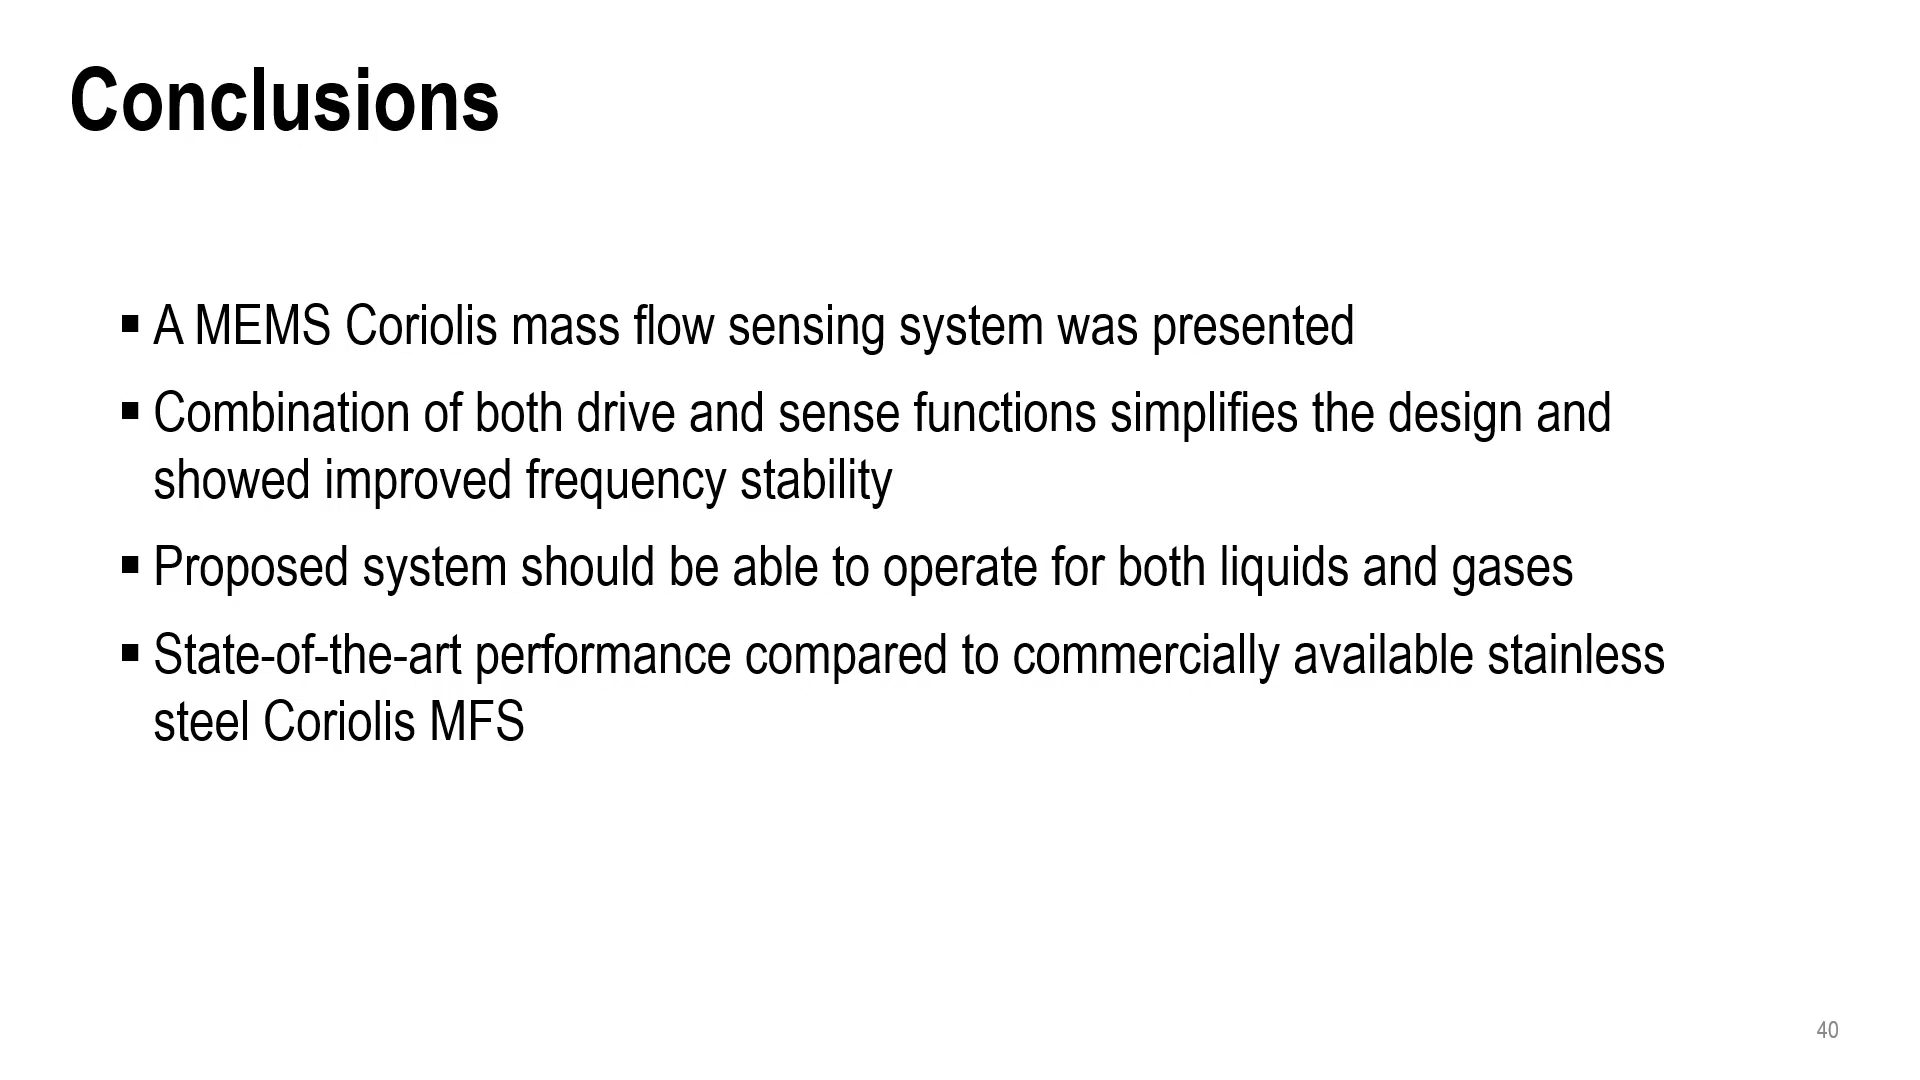 Conclusions
▪ A MEMS Coriolis mass flow sensing system was presented
▪ Combination of both drive and sense functions simplifies the design and
showed improved frequency stability
▪ Proposed system should be able to operate for both liquids and gases
▪ State-of-the-art performance compared to commercially available stainless
steel Coriolis MFS
40